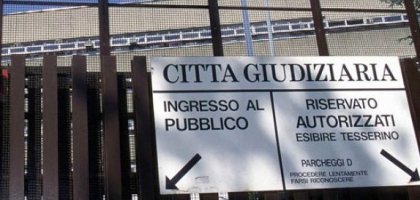 CITTA GIUDIZIARIA
INGRESSO AL
PUBBLICO
RISERVATO
AUTORIZZATI
ESIBIRE TESSERINO
PARCHEGGI D
PROCEDERE LENTAMENTE
FARSI RICONOSCERE